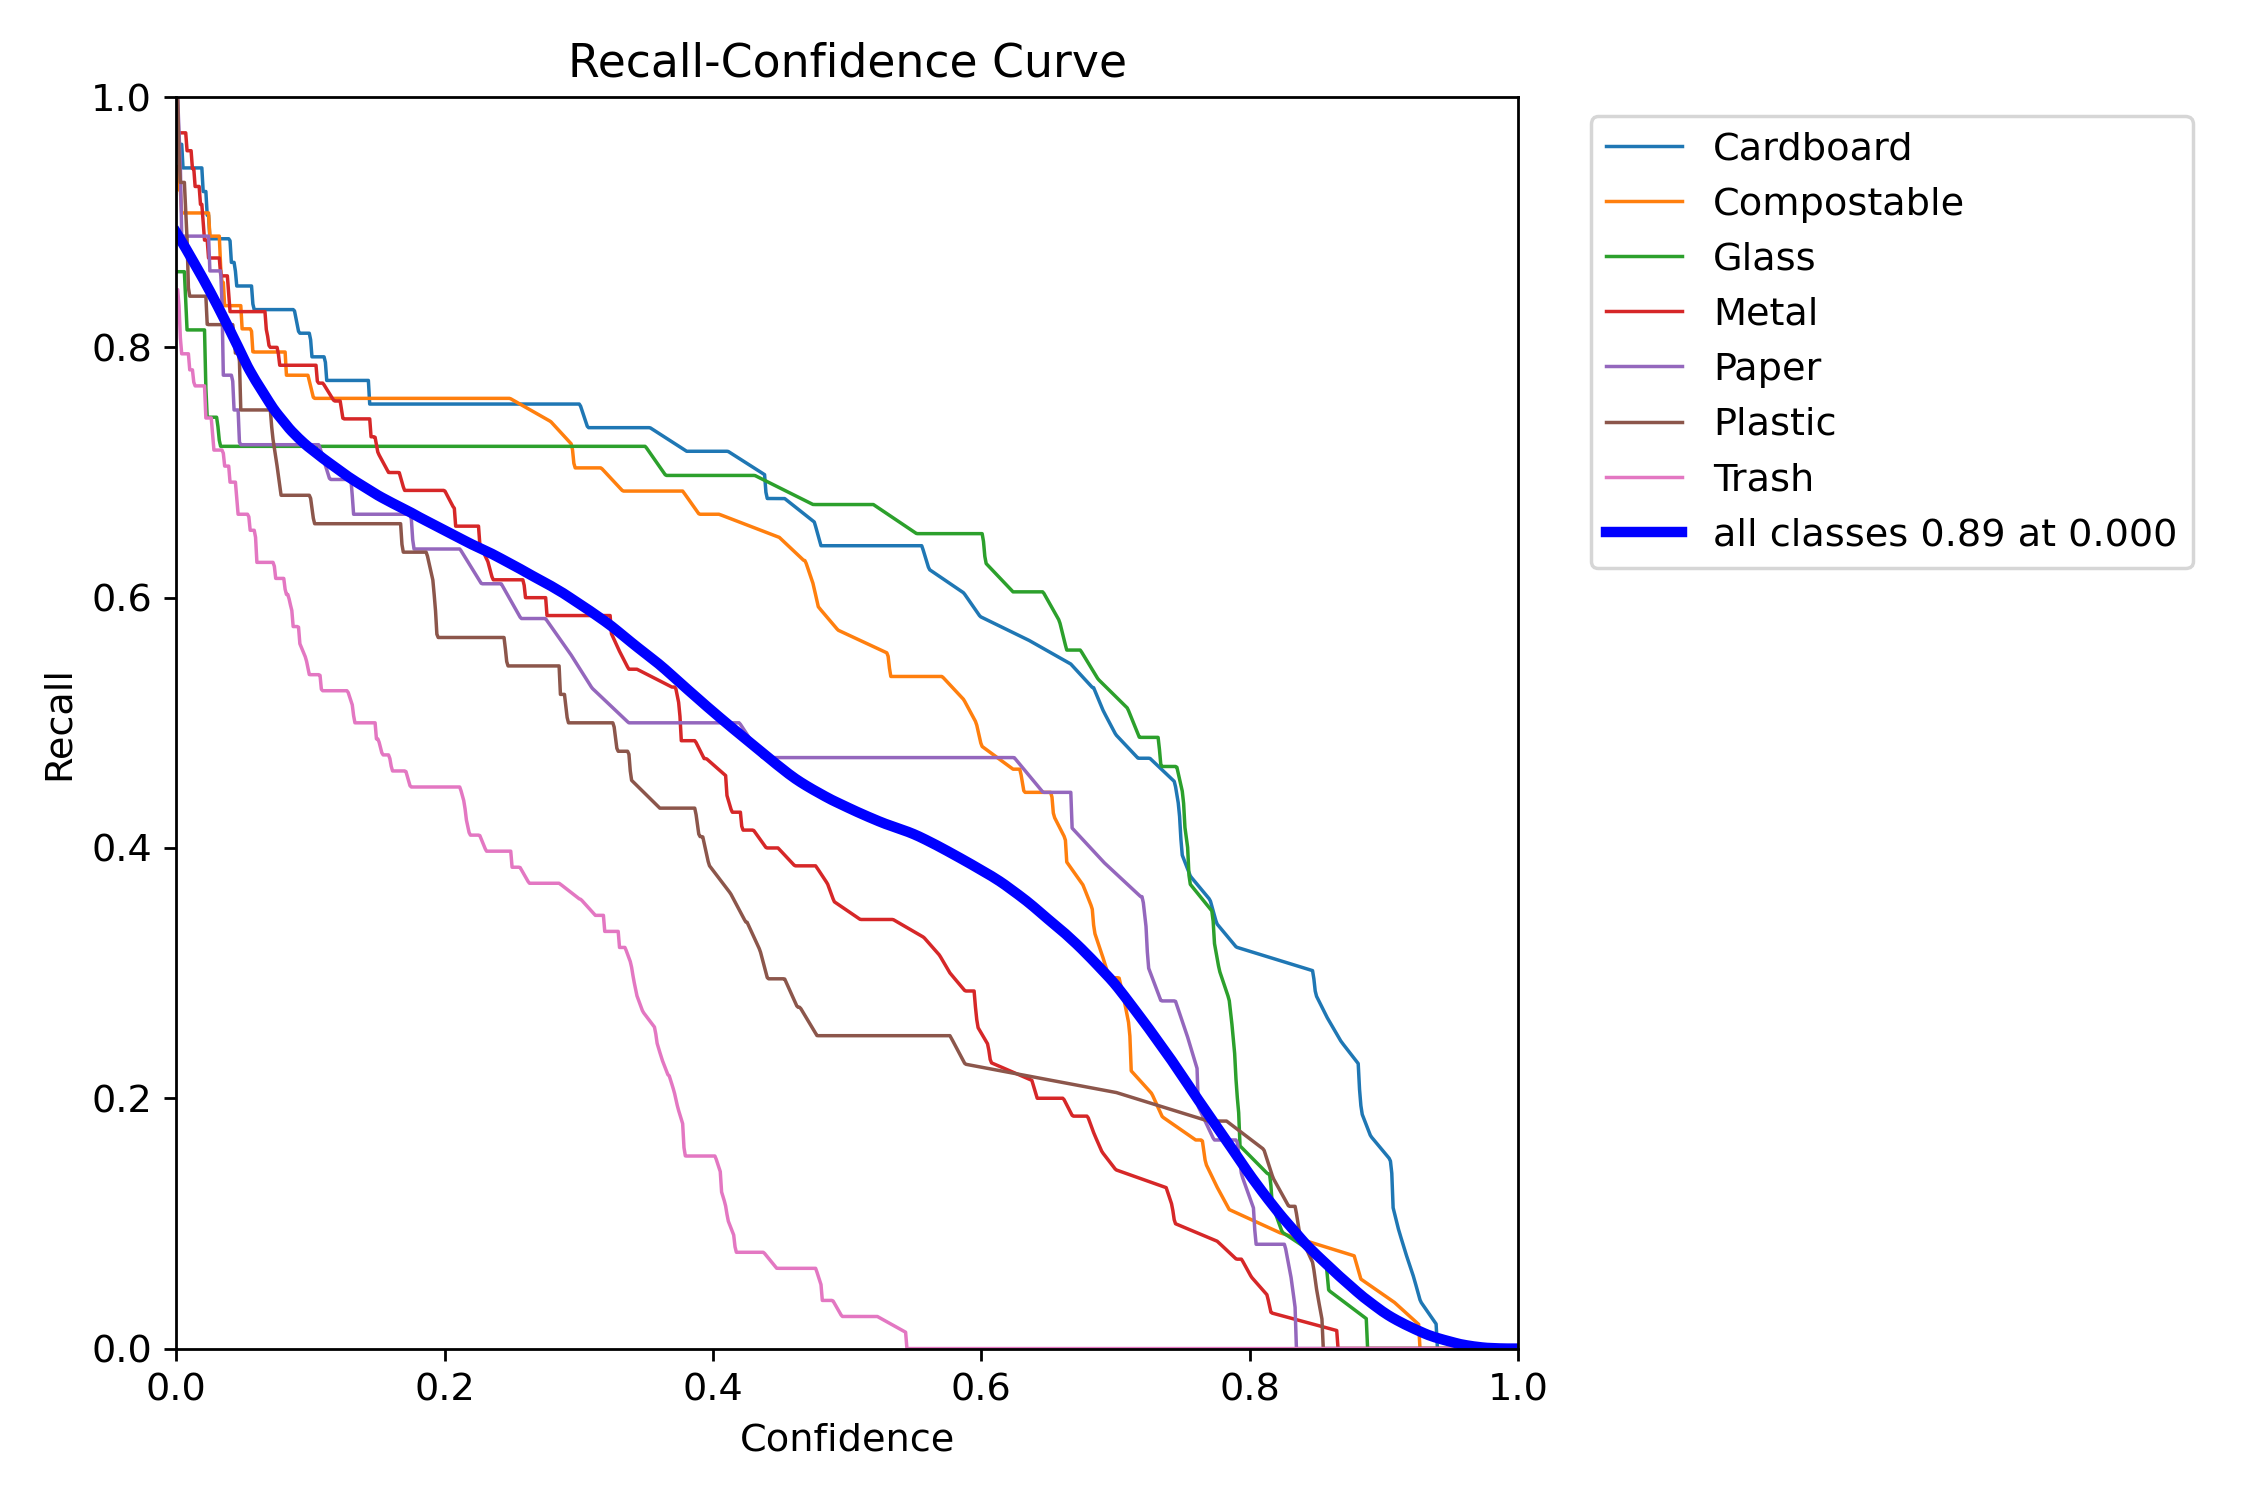 Recall-Confidence Curve
1.0
0.8
0.6
0.4
0.2
0.0
Recall
0.0 0.2 0.4 0.6 0.8 1.0
Confidence
Cardboard
Compostable
Glass
Metal
Paper
Plastic
Trash
all classes 0.89 at 0.000